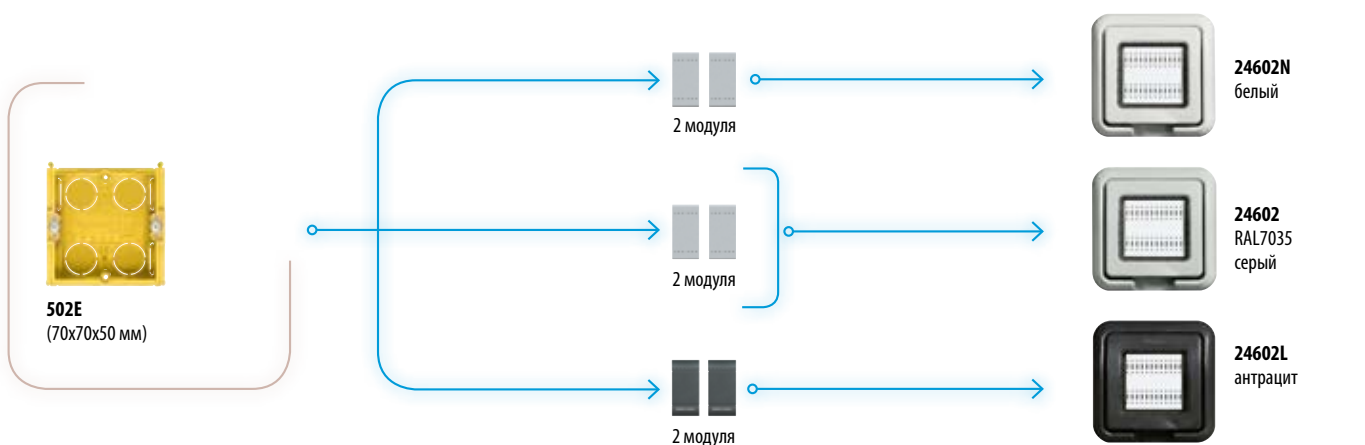 502E
(70x70x50 мм)
2 модуля
24602N
белый
2 модуля
24602
RAL7035
серый
2 модуля
24602L
антрацит